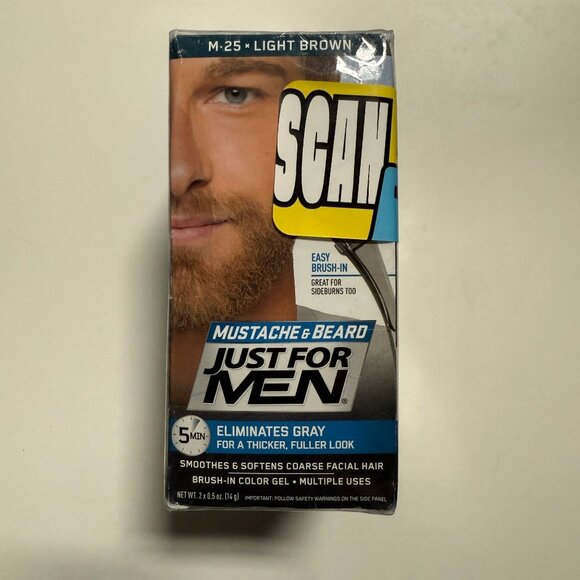 M-25 × LIGHT BROWN
SCAN
EASY
BRUSH-IN
GREAT FOR
SIDEBURNS TOO
MUSTACHE & BEARD
JUST FOR
MEN®
5 MIN
ELIMINATES GRAY
FOR A THICKER, FULLER LOOK
SMOOTHES & SOFTENS COARSE FACIAL HAIR
BRUSH-IN COLOR GEL • MULTIPLE USES
NET WT. 2 x 0.5 oz. (14 g) IMPORTANT: FOLLOW SAFETY WARNINGS ON THE SIDE PANEL